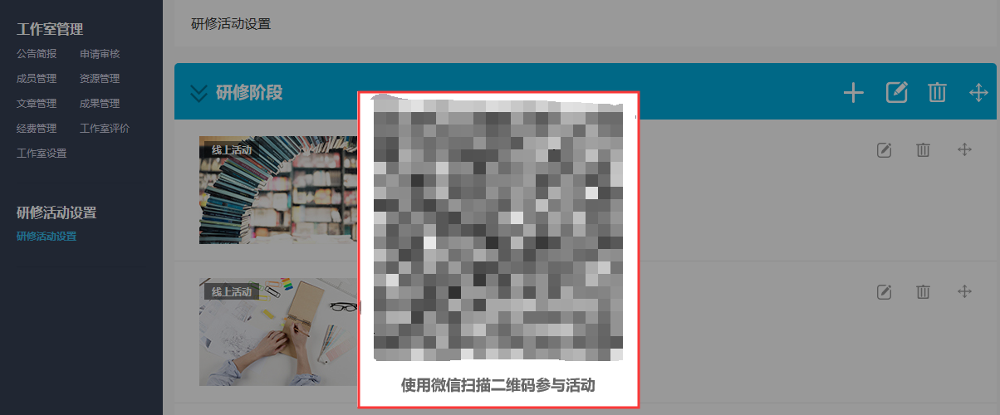 工作室管理
公告简报 申请审核
成员管理 资源管理
文章管理 成果管理
经费管理 工作室评价
工作室设置
研修活动设置
研修活动设置
研修活动设置
研修阶段
线上活动
线上活动
使用微信扫描二维码参与活动